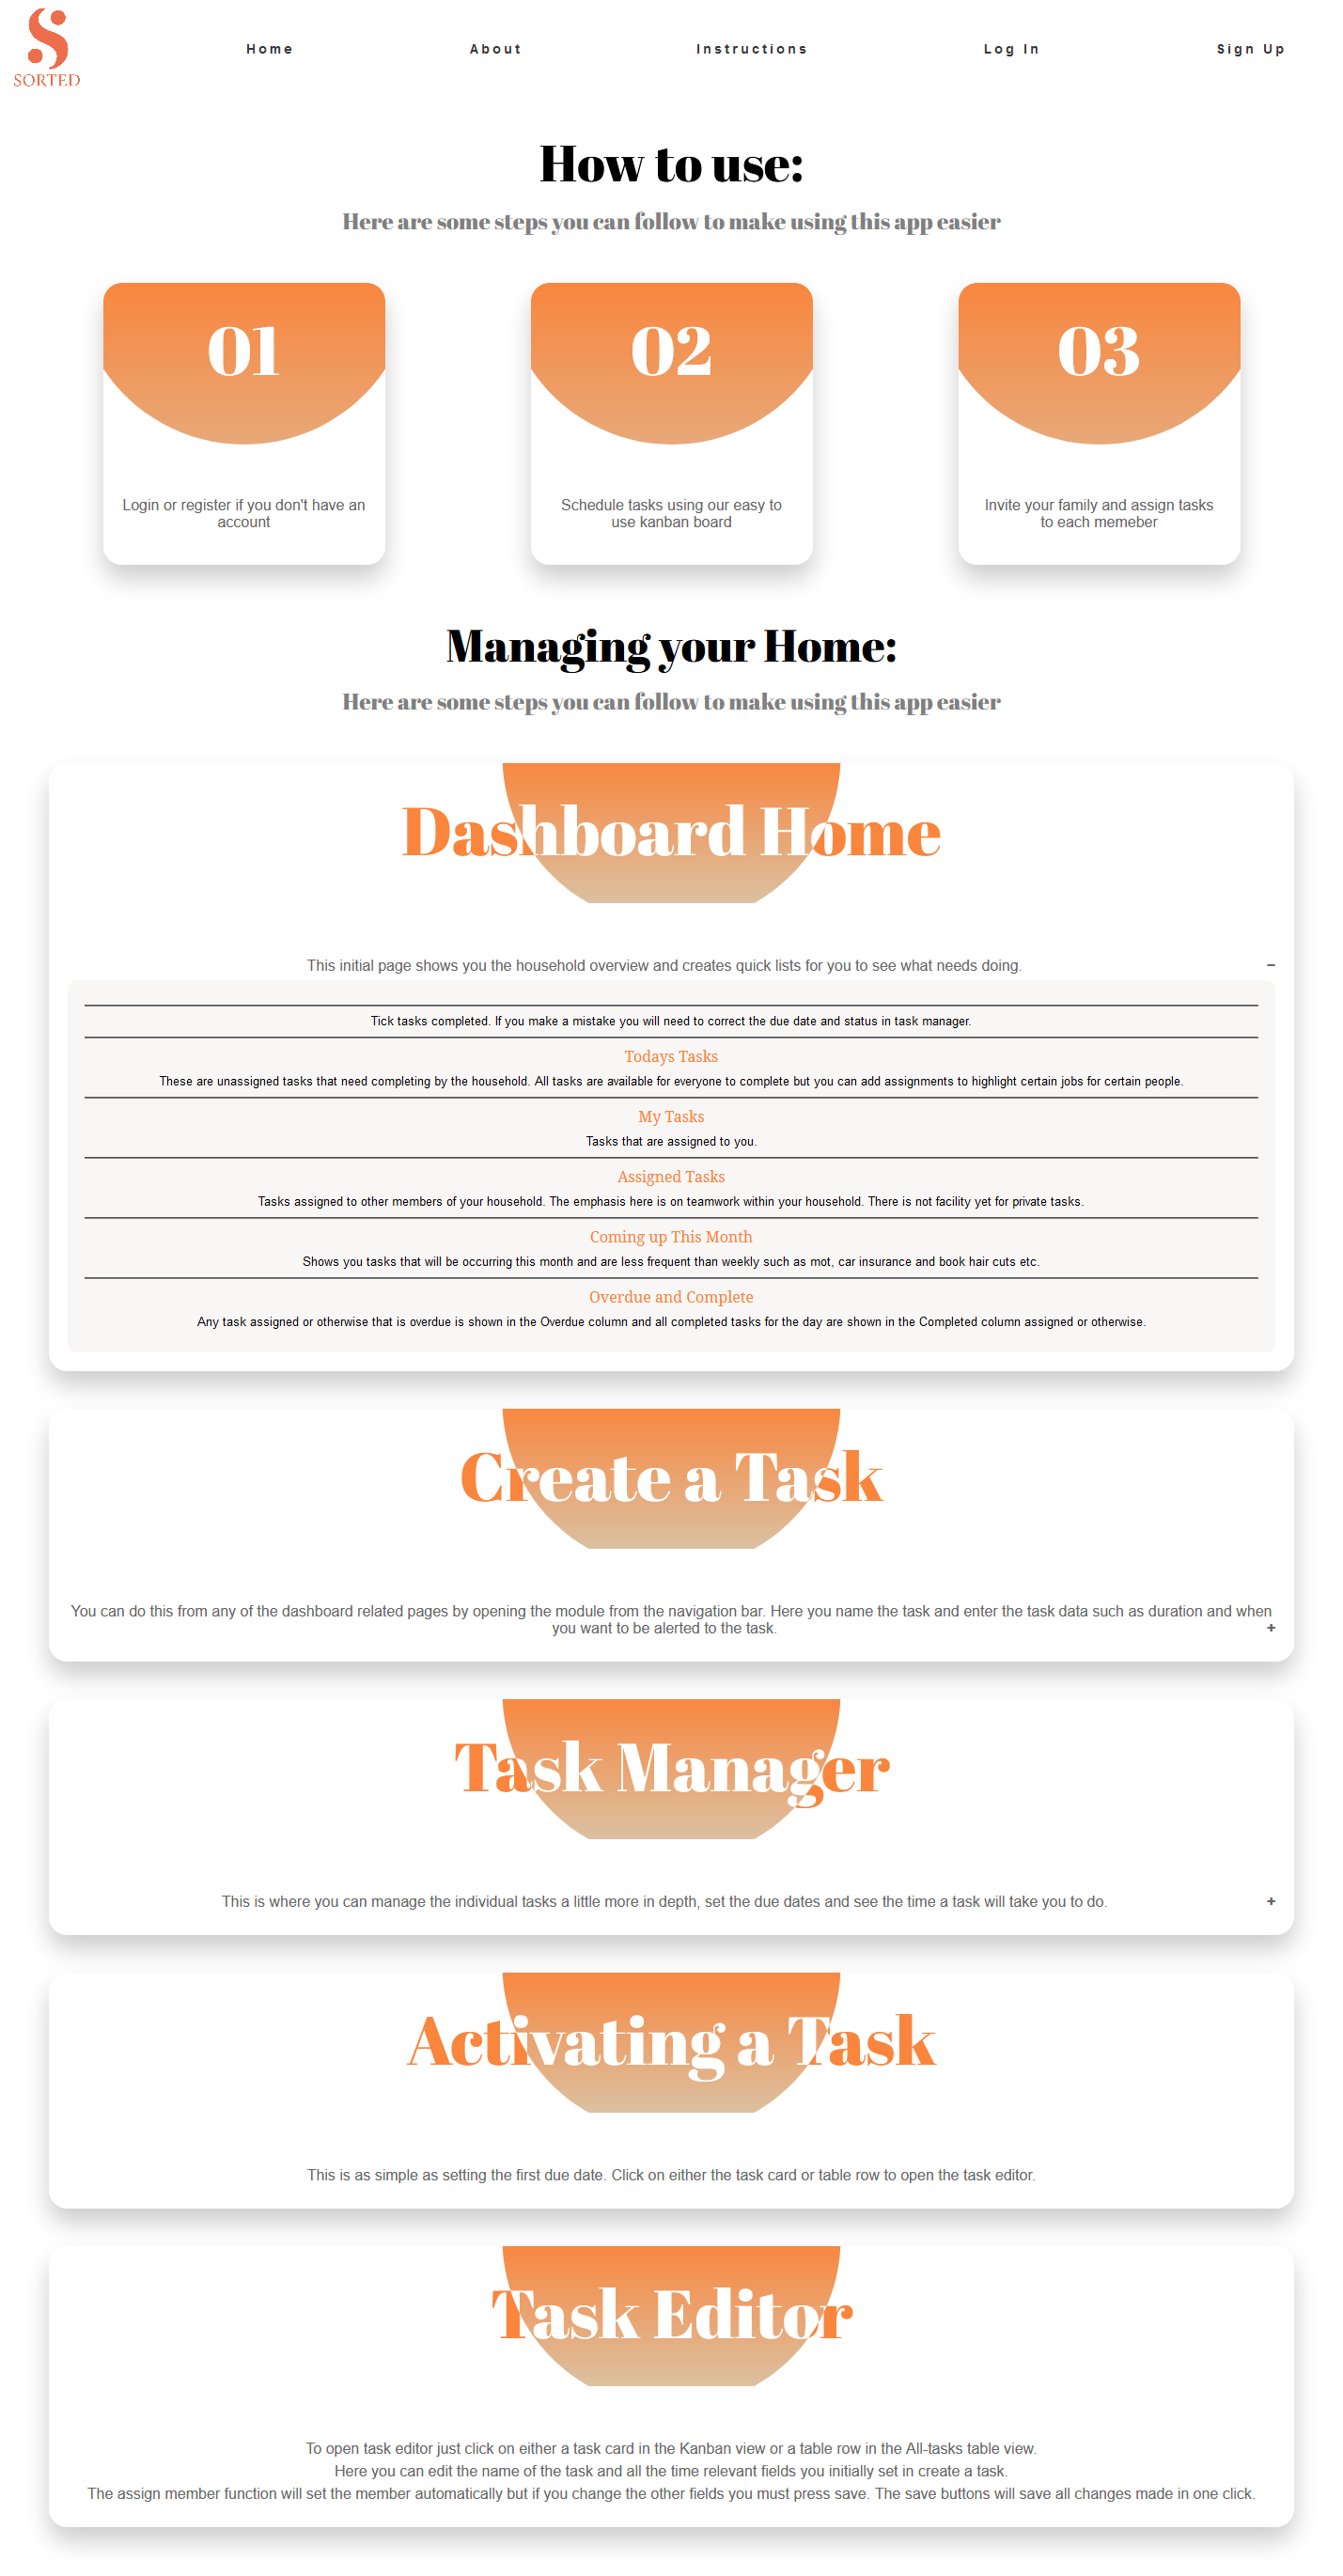 SORTED
Home
About
Instructions
Log In
Sign Up
How to use:
Here are some steps you can follow to make using this app easier
01
Login or register if you don't have an
account
02
Schedule tasks using our easy to
use kanban board
03
Invite your family and assign tasks
to each memeber
Managing your Home:
Here are some steps you can follow to make using this app easier
Dashboard Home
This initial page shows you the household overview and creates quick lists for you to see what needs doing. −
Tick tasks completed. If you make a mistake you will need to correct the due date and status in task manager.
Todays Tasks
These are unassigned tasks that need completing by the household. All tasks are available for everyone to complete but you can add assignments to highlight certain jobs for certain people.
My Tasks
Tasks that are assigned to you.
Assigned Tasks
Tasks assigned to other members of your household. The emphasis here is on teamwork within your household. There is not facility yet for private tasks.
Coming up This Month
Shows you tasks that will be occurring this month and are less frequent than weekly such as mot, car insurance and book hair cuts etc.
Overdue and Complete
Any task assigned or otherwise that is overdue is shown in the Overdue column and all completed tasks for the day are shown in the Completed column assigned or otherwise.
Create a Task
You can do this from any of the dashboard related pages by opening the module from the navigation bar. Here you name the task and enter the task data such as duration and when
you want to be alerted to the task. +
Task Manager
This is where you can manage the individual tasks a little more in depth, set the due dates and see the time a task will take you to do. +
Activating a Task
This is as simple as setting the first due date. Click on either the task card or table row to open the task editor.
Task Editor
To open task editor just click on either a task card in the Kanban view or a table row in the All-tasks table view.
Here you can edit the name of the task and all the time relevant fields you initially set in create a task.
The assign member function will set the member automatically but if you change the other fields you must press save. The save buttons will save all changes made in one click.